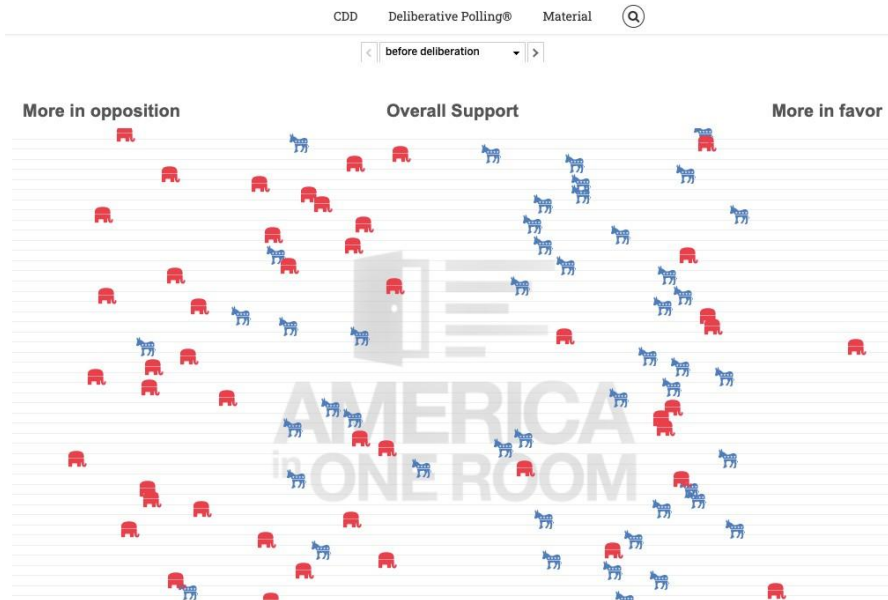 CDD Deliberative Polling® Material
before deliberation
More in opposition Overall Support More in favor
AMERICA
in ONE ROOM